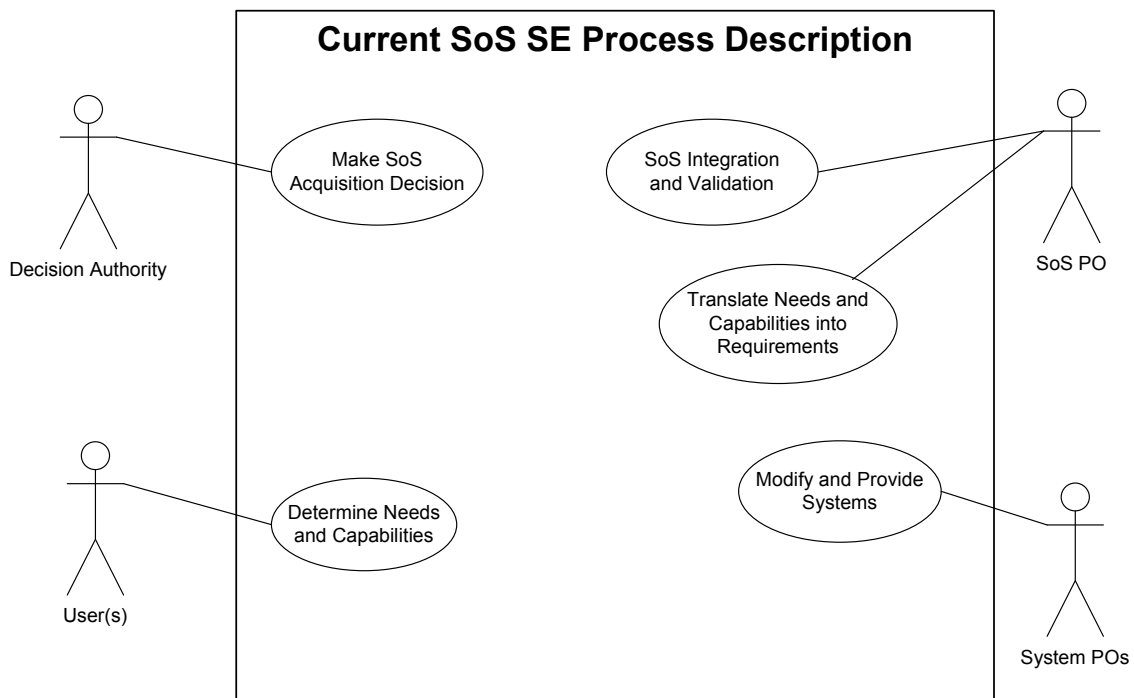 Current SoS SE Process Description
Make SoS
Acquisition Decision
SoS Integration
and Validation
Decision Authority
SoS PO
Translate Needs and
Capabilities into
Requirements
Modify and Provide
Systems
Determine Needs
and Capabilities
User(s)
System POs